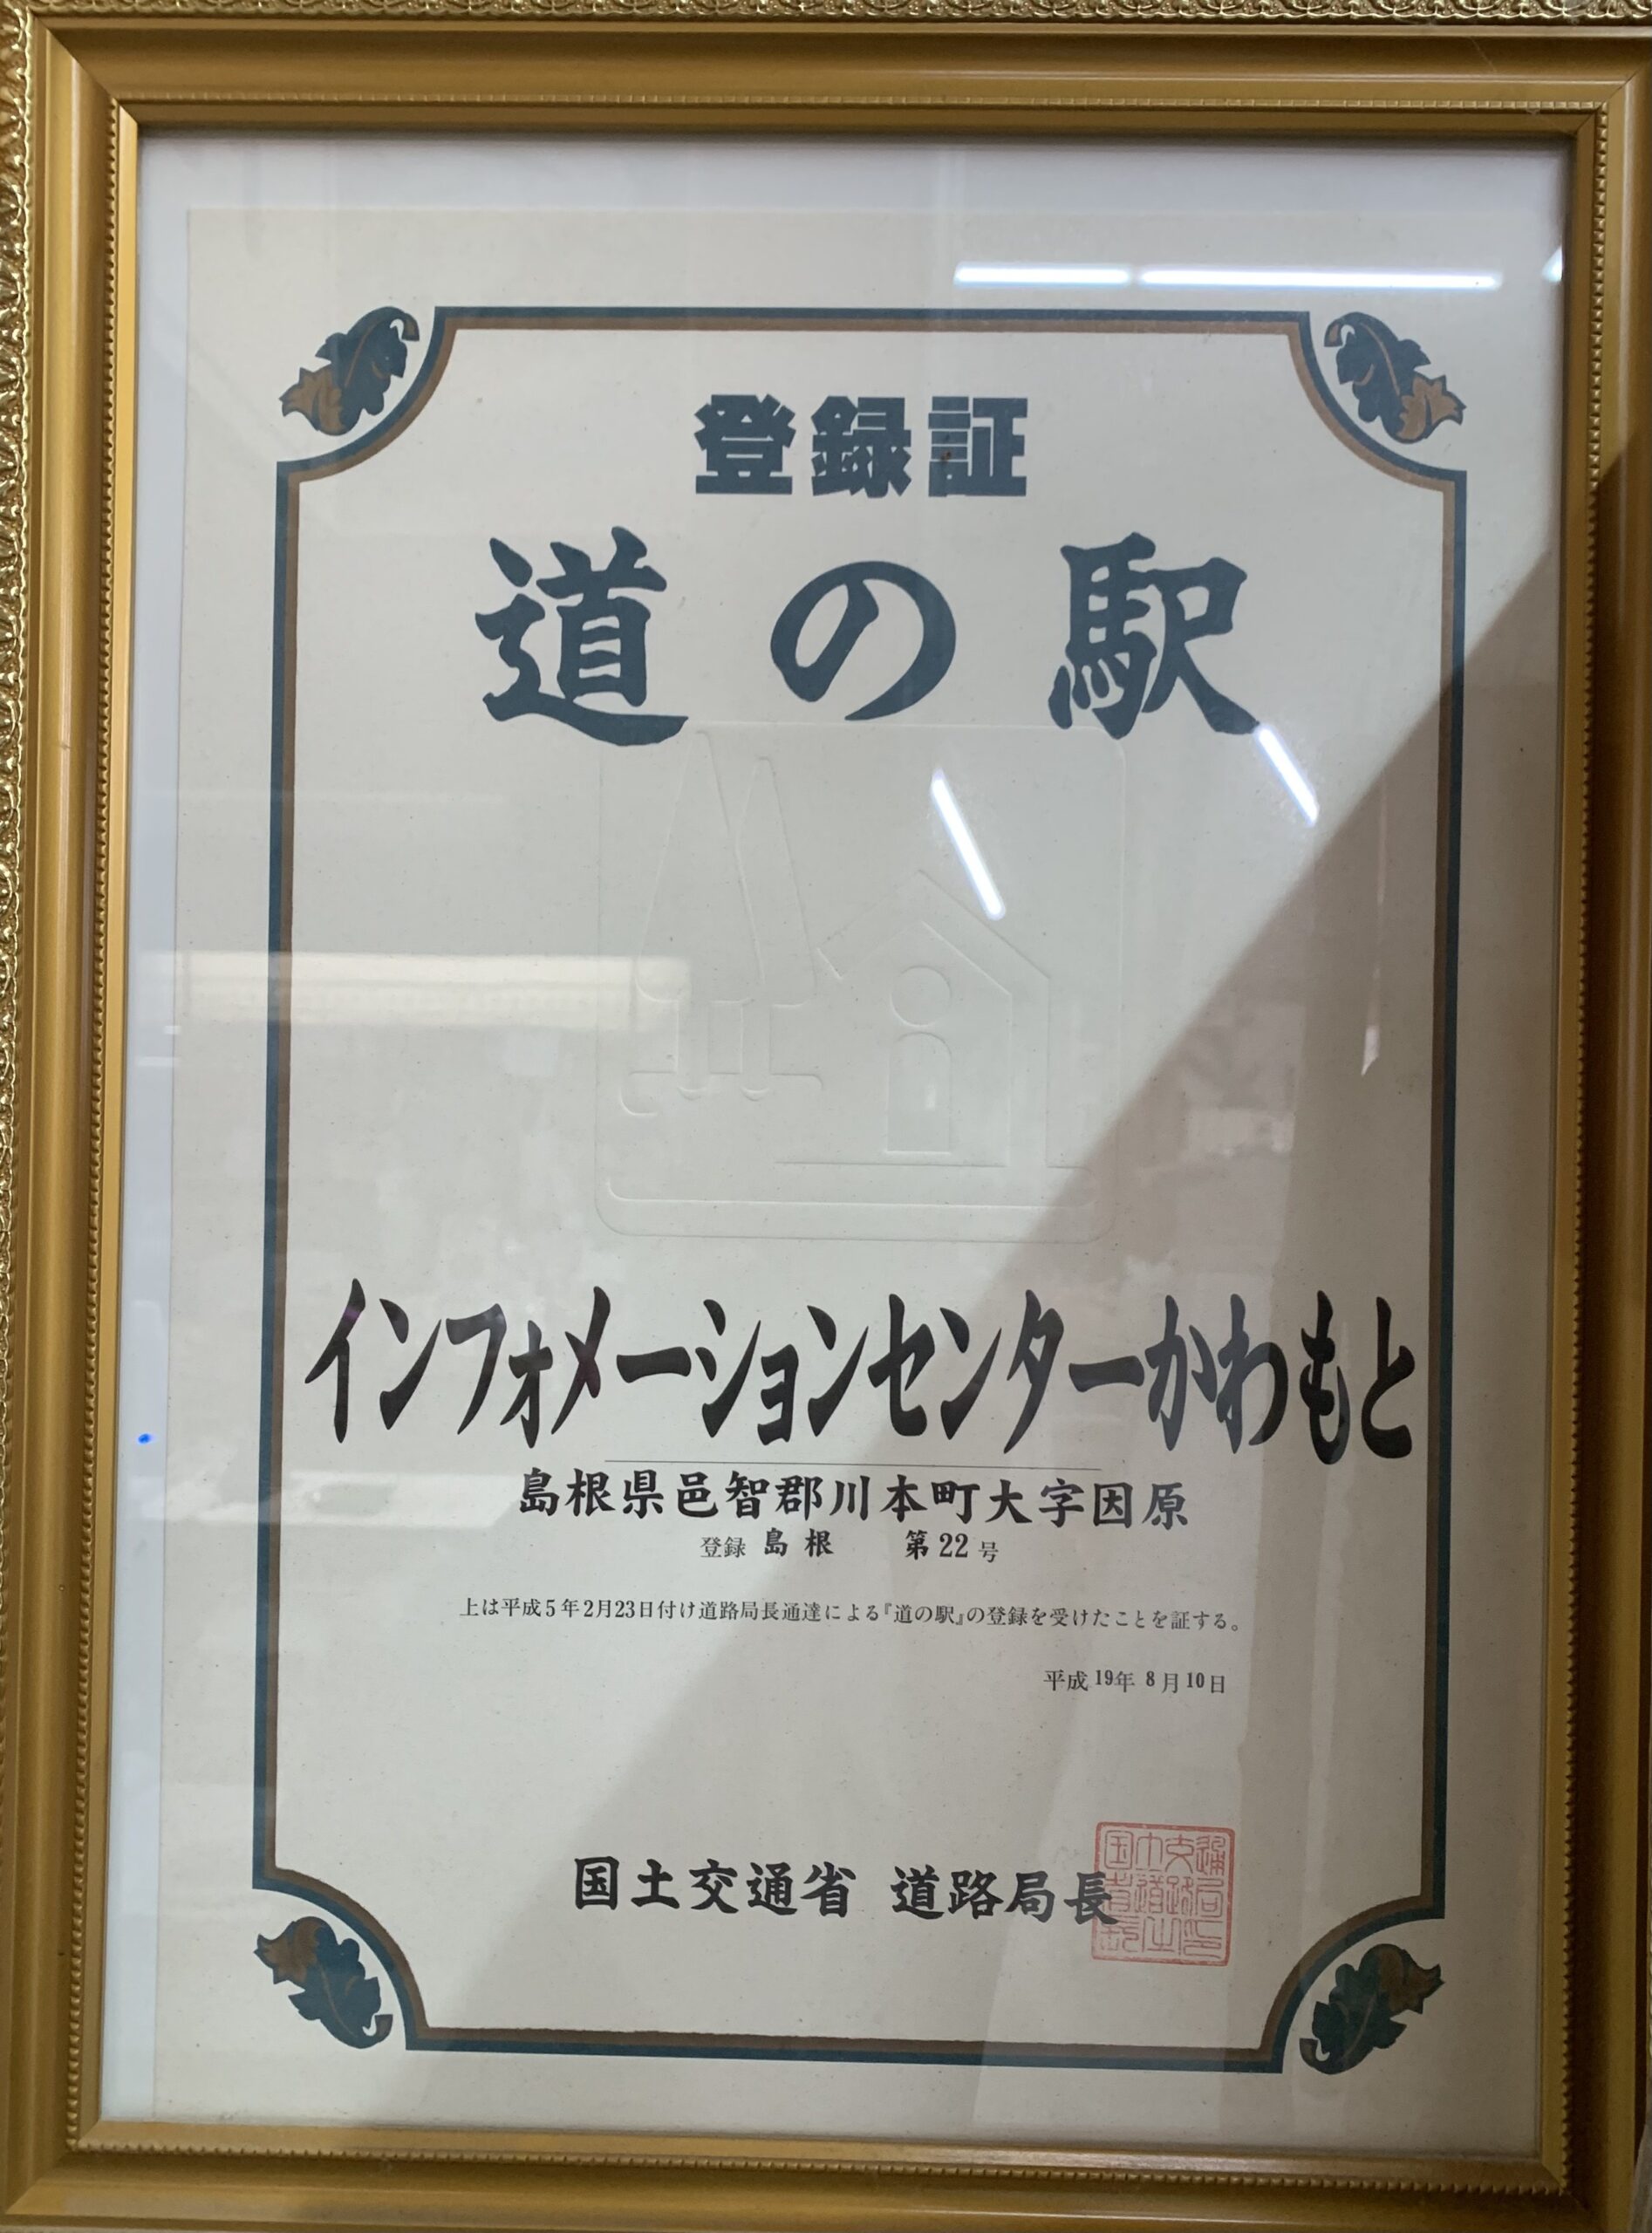 登録証
道の駅
インフォメーションセンターかわもと
島根県邑智郡川本町大字因原
登録 島根 第22号
上は平成5年2月23日付け道路局長通達による『道の駅』の登録を受けたことを証する。
平成19年8月10日
国土交通省 道路局長